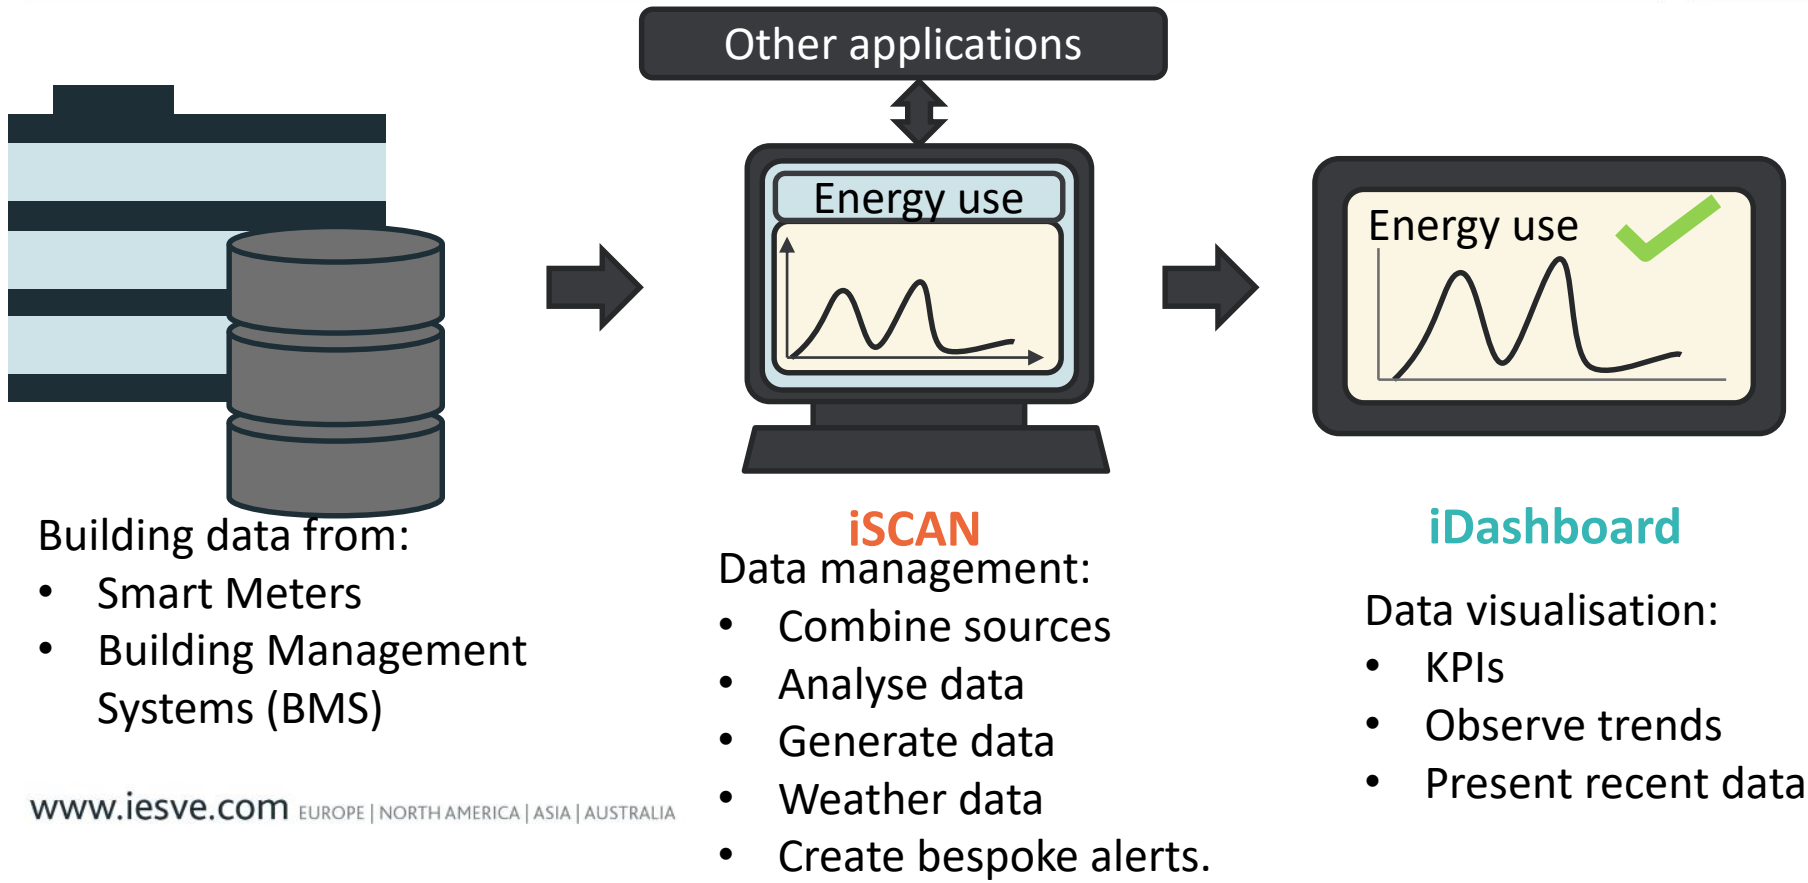 Other applications
Energy use
Energy use
Building data from:
• Smart Meters
• Building Management
Systems (BMS)
iSCAN
Data management:
• Combine sources
• Analyse data
• Generate data
• Weather data
• Create bespoke alerts.
iDashboard
Data visualisation:
• KPIs
• Observe trends
• Present recent data
www.iesve.com EUROPE | NORTH AMERICA | ASIA | AUSTRALIA